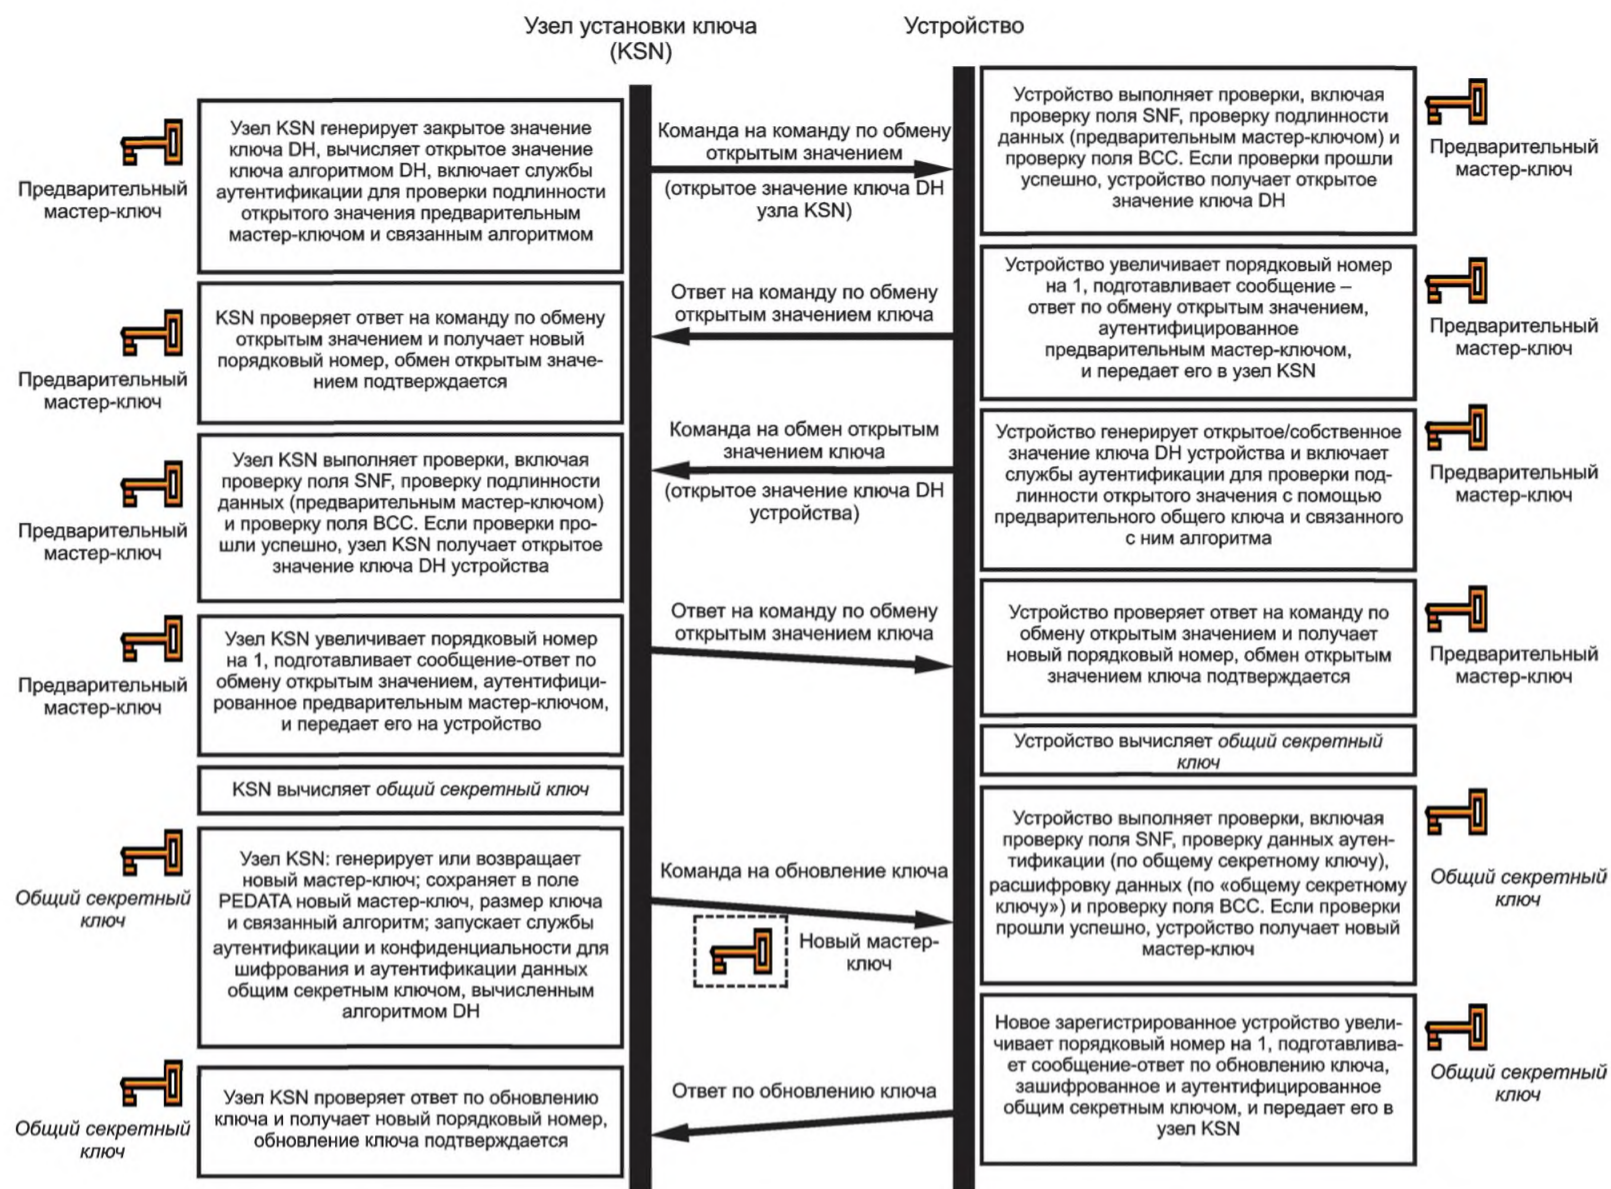 Узел установки ключа
(KSN)
Устройство
Предварительный
мастер-ключ
Узел KSN генерирует закрытое значение
ключа DH, вычисляет открытое значение
ключа алгоритмом DH, включает службы
аутентификации для проверки подлинности
открытого значения предварительным
мастер-ключом и связанным алгоритмом
Команда на команду по обмену
открытым значением
(открытое значение ключа DH
узла KSN)
Устройство выполняет проверки, включая
проверку поля SNF, проверку подлинности
данных (предварительным мастер-ключом) и
проверку поля BCC. Если проверки прошли
успешно, устройство получает открытое
значение ключа DH
Предварительный
мастер-ключ
Предварительный
мастер-ключ
KSN проверяет ответ на команду по обмену
открытым значением и получает новый
порядковый номер, обмен открытым значе-
нием подтверждается
Ответ на команду по обмену
открытым значением ключа
Устройство увеличивает порядковый номер
на 1, подготавливает сообщение –
ответ по обмену открытым значением,
аутентифицированное
предварительным мастер-ключом,
и передает его в узел KSN
Предварительный
мастер-ключ
Предварительный
мастер-ключ
Узел KSN выполняет проверки, включая
проверку поля SNF, проверку подлинности
данных (предварительным мастер-ключом)
и проверку поля BCC. Если проверки про-
шли успешно, узел KSN получает открытое
значение ключа DH устройства
Команда на обмен открытым
значением ключа
(открытое значение ключа DH
устройства)
Устройство генерирует открытое/собственное
значение ключа DH устройства и включает
службы аутентификации для проверки под-
линности открытого значения с помощью
предварительного общего ключа и связанного
с ним алгоритма
Предварительный
мастер-ключ
Предварительный
мастер-ключ
Узел KSN увеличивает порядковый номер
на 1, подготавливает сообщение-ответ по
обмену открытым значением, аутентифици-
рованное предварительным мастер-ключом,
и передает его на устройство
Ответ на команду по обмену
открытым значением ключа
Устройство проверяет ответ на команду по
обмену открытым значением и получает
новый порядковый номер, обмен открытым
значением ключа подтверждается
Предварительный
мастер-ключ
KSN вычисляет общий секретный ключ
Устройство вычисляет общий секретный
ключ
Общий секретный
ключ
Узел KSN: генерирует или возвращает
новый мастер-ключ; сохраняет в поле
PEDATA новый мастер-ключ, размер ключа
и связанный алгоритм; запускает службы
аутентификации и конфиденциальности для
шифрования и аутентификации данных
общим секретным ключом, вычисленным
алгоритмом DH
Команда на обновление ключа
Новый мастер-
ключ
Устройство выполняет проверки, включая
проверку поля SNF, проверку данных аутен-
тификации (по общему секретному ключу),
расшифровку данных (по «общему секретному
ключу») и проверку поля BCC. Если проверки
прошли успешно, устройство получает новый
мастер-ключ
Общий секретный
ключ
Общий секретный
ключ
Узел KSN проверяет ответ по обновлению
ключа и получает новый порядковый номер,
обновление ключа подтверждается
Ответ по обновлению ключа
Новое зарегистрированное устройство увели-
чивает порядковый номер на 1, подготавлива-
ет сообщение-ответ по обновлению ключа,
зашифрованное и аутентифицированное
общим секретным ключом, и передает его в
узел KSN
Общий секретный
ключ